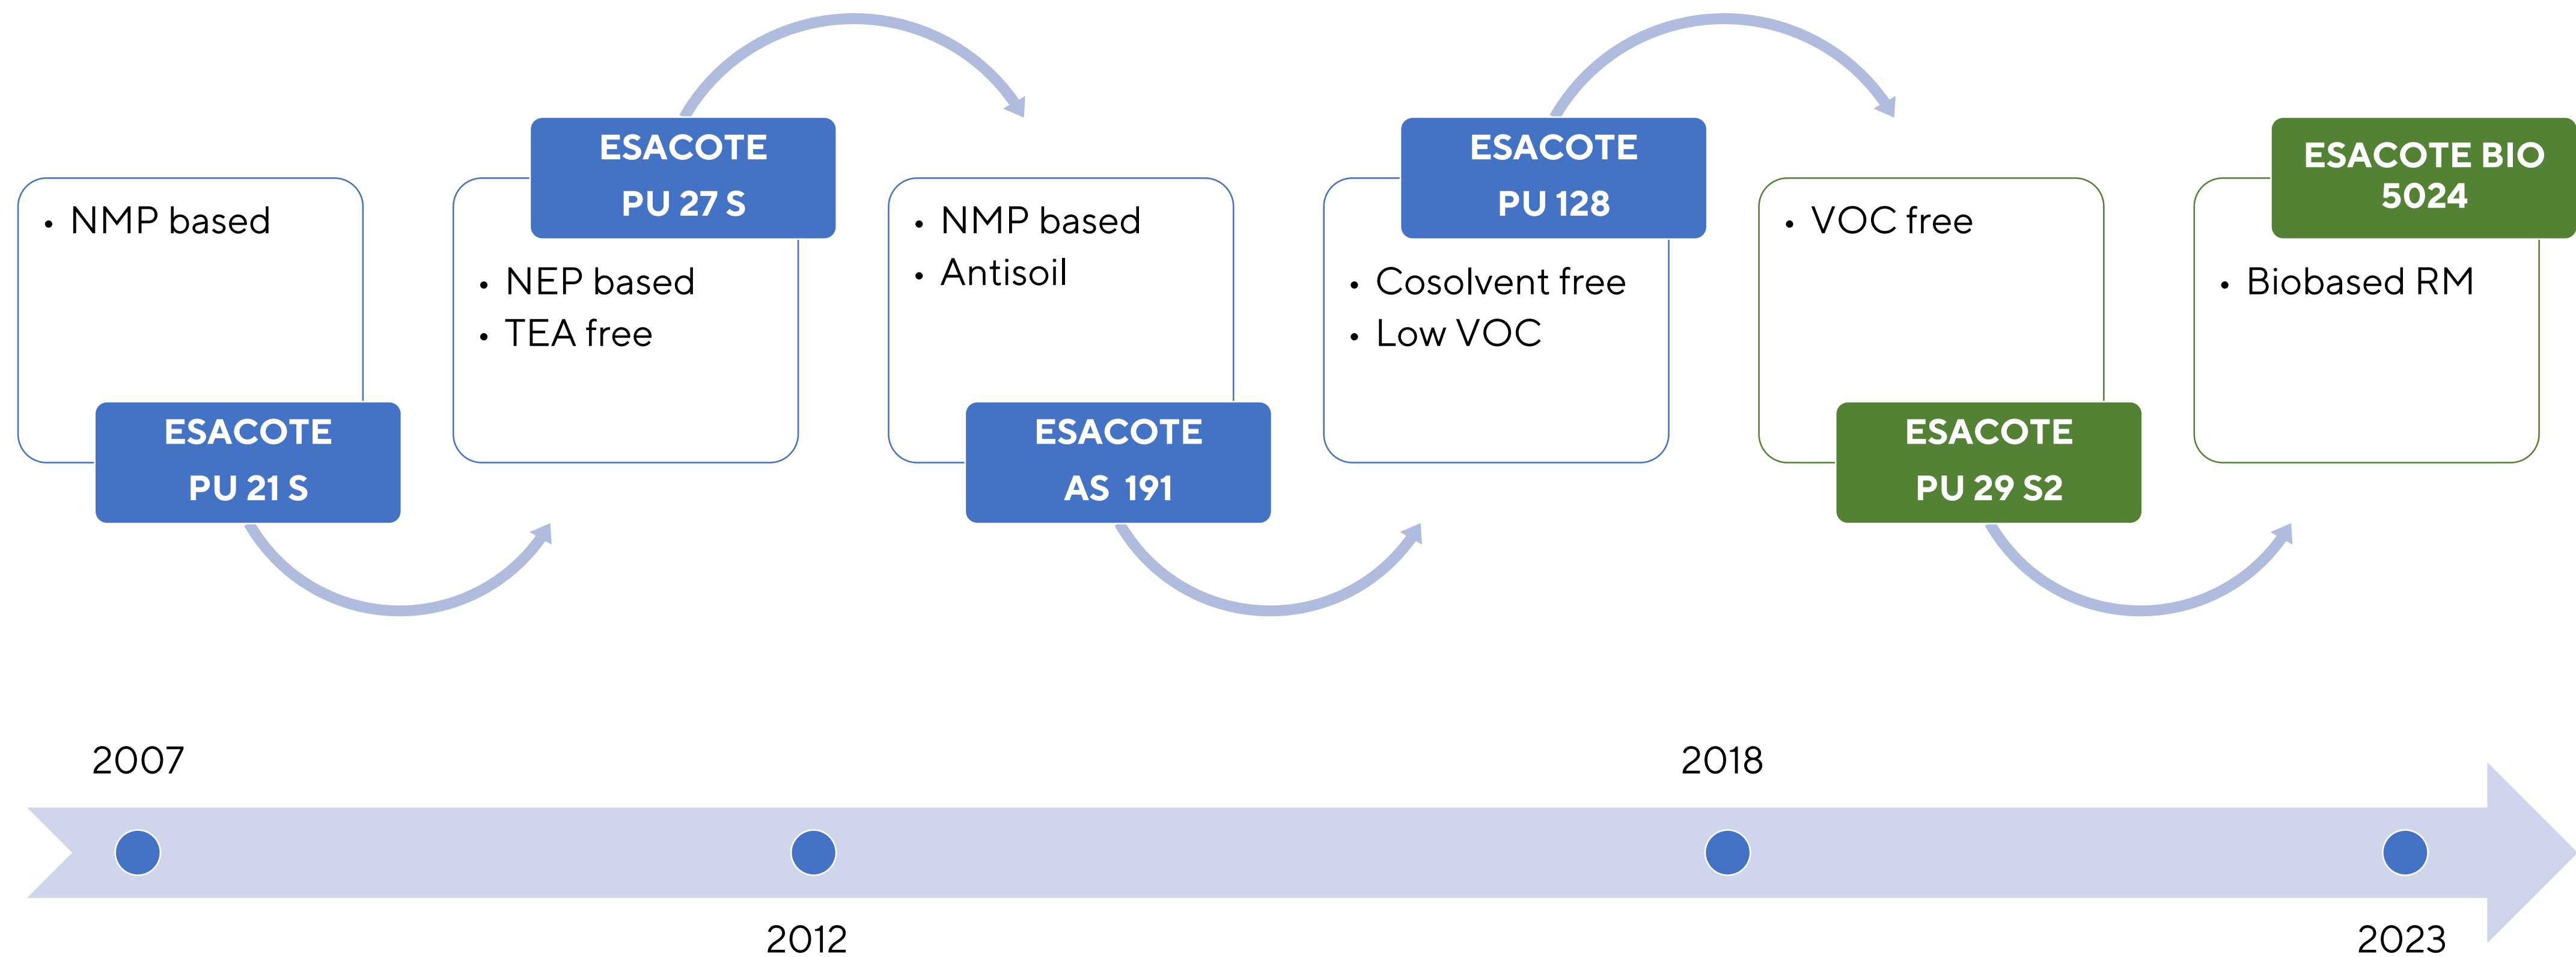 • NMP based
ESACOTE
PU 21 S
ESACOTE
PU 27 S
• NEP based
• TEA free
• NMP based
• Antisoil
ESACOTE
AS 191
ESACOTE
PU 128
• Cosolvent free
• Low VOC
• VOC free
ESACOTE
PU 29 S2
ESACOTE BIO
5024
• Biobased RM
2007
2012
2018
2023